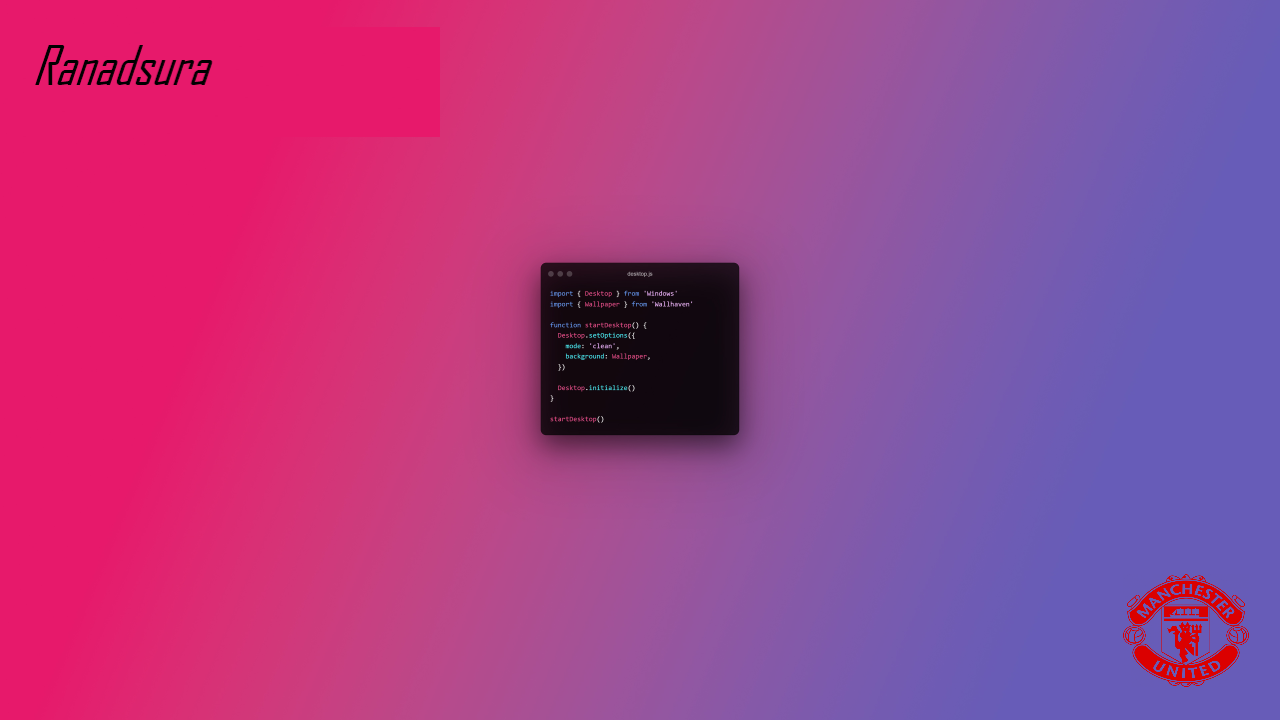 Ranadsura
desktop.js
import { Desktop } from 'Windows'
import { Wallpaper } from 'Wallhaven'
function startDesktop() {
  Desktop.setOptions({
    mode: 'clean',
    background: Wallpaper,
  })
  Desktop.initialize()
}
startDesktop()
MANCHESTER
UNITED